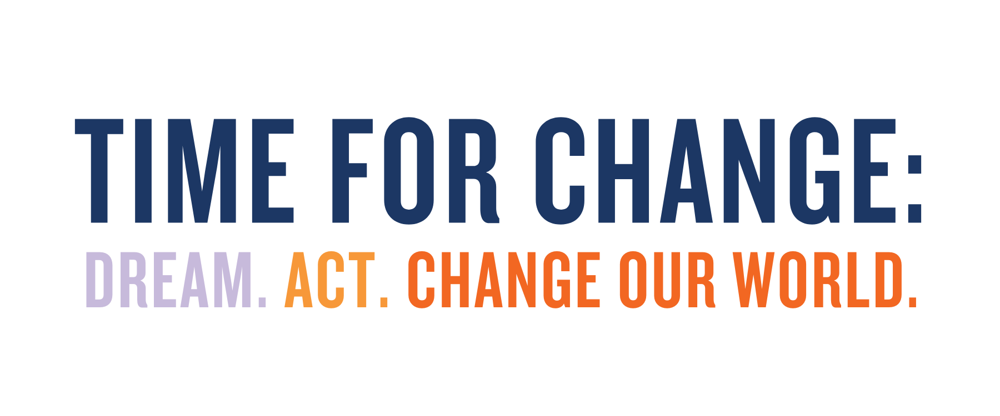 TIME FOR CHANGE:
DREAM. ACT. CHANGE OUR WORLD.